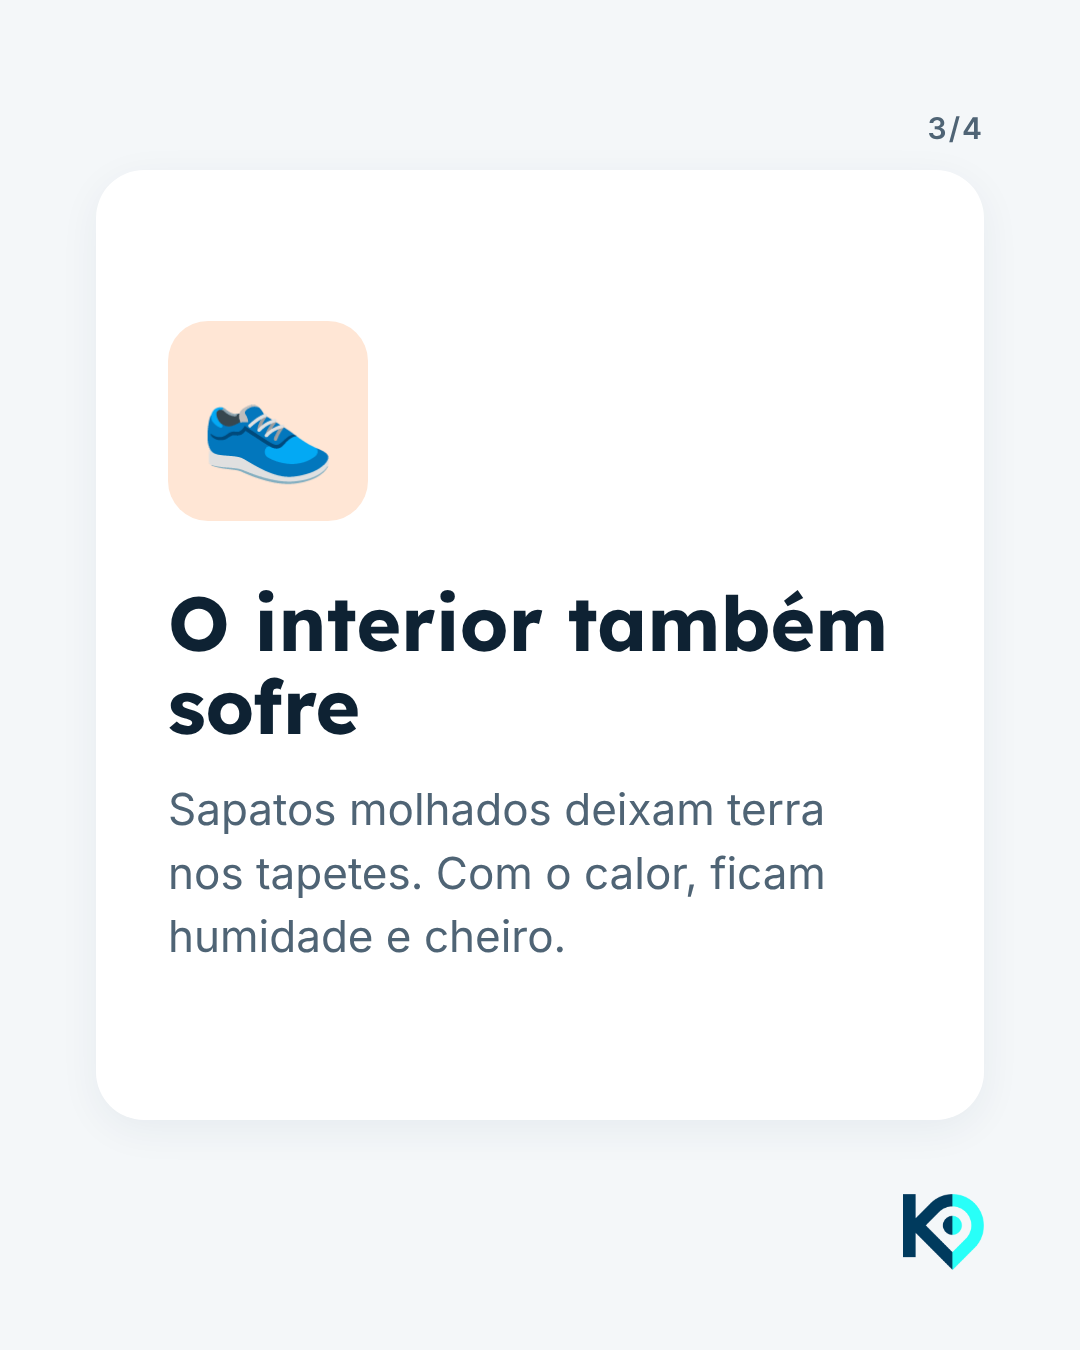 3/4
O interior também
sofre
Sapatos molhados deixam terra
nos tapetes. Com o calor, ficam
humidade e cheiro.